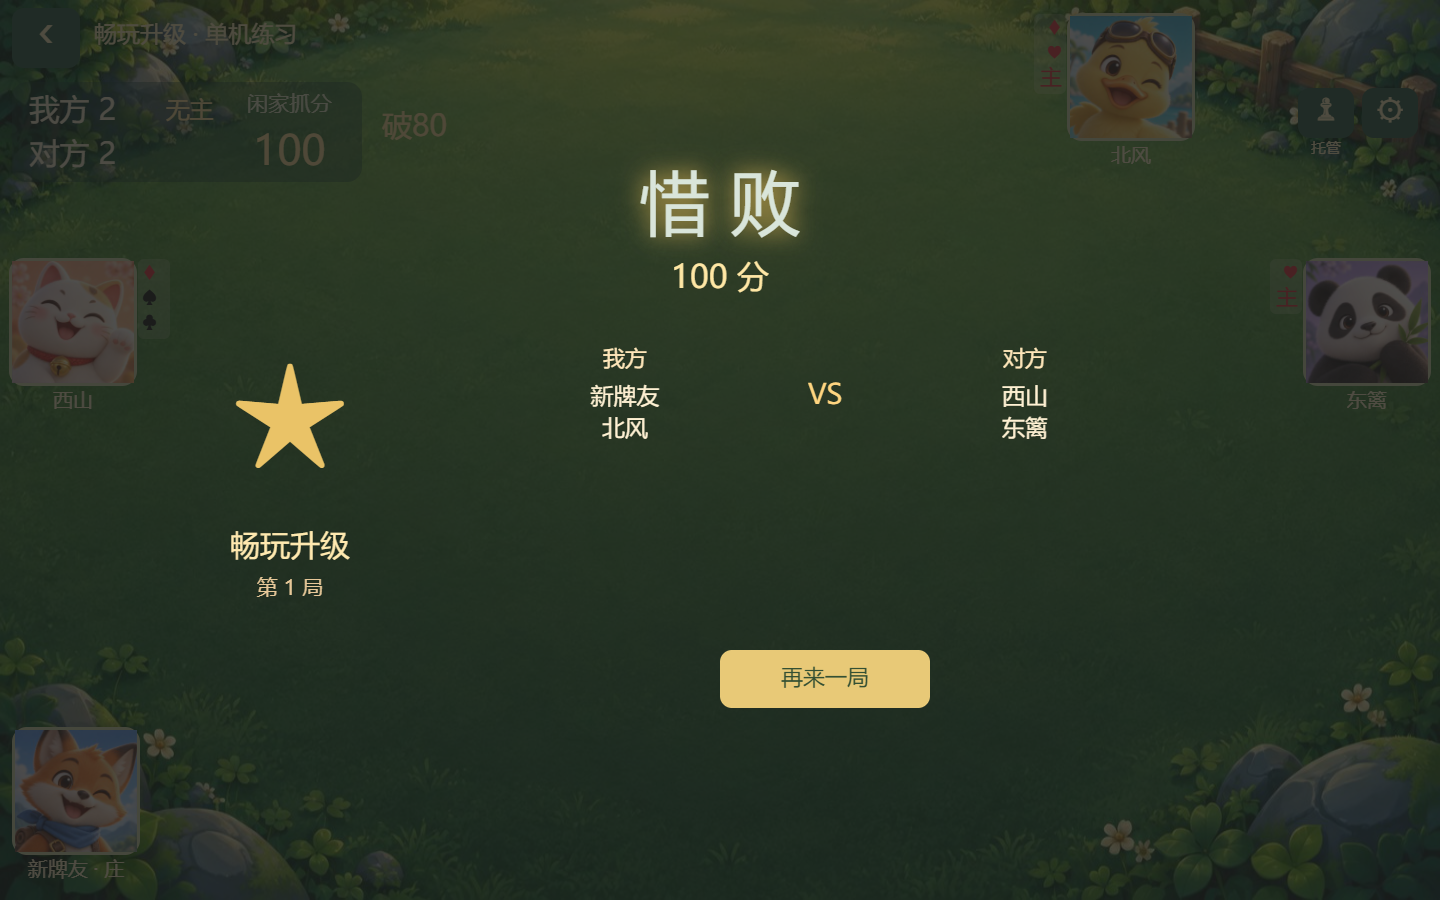 畅玩升级 · 单机练习
我方 2
无主
闲家抓分
对方 2
100
破80
主
北风
托管
惜败
100 分
西山
主
东篱
我方
新牌友
北风
VS
对方
西山
东篱
畅玩升级
第 1 局
再来一局
新牌友 · 庄